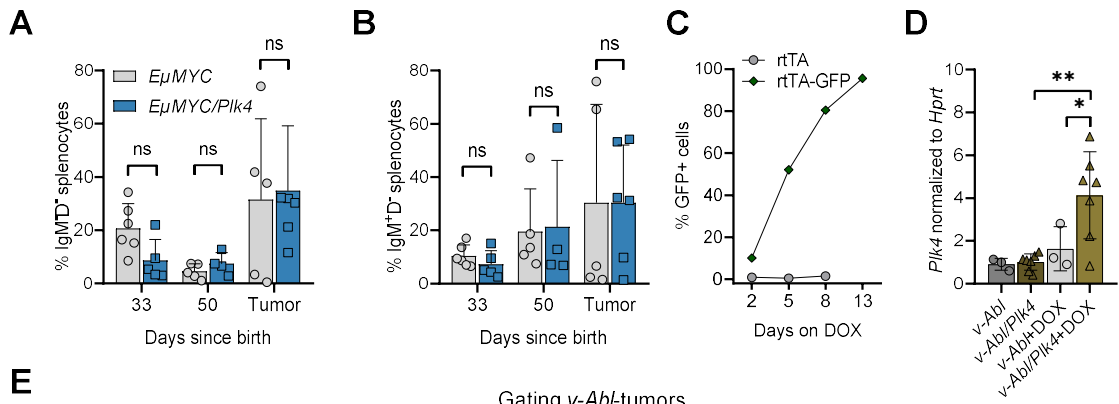 A
B
C
D
ns
80
60
40
20
0
% IgM⁻D⁻ splenocytes
EμMYC
EμMYC/Plk4
ns
ns
33
50
Tumor
Days since birth
ns
ns
ns
80
60
40
20
0
% IgM⁺D⁻ splenocytes
33
50
Tumor
Days since birth
rtTA
rtTA-GFP
100
80
60
40
20
0
% GFP+ cells
2
5
8
13
Days on DOX
10
8
6
4
2
0
Plk4 normalized to Hprt
**
*
v-Abl
v-Abl/Plk4
v-Abl+DOX
v-Abl/Plk4+DOX
E
Gating v-Abl-tumors